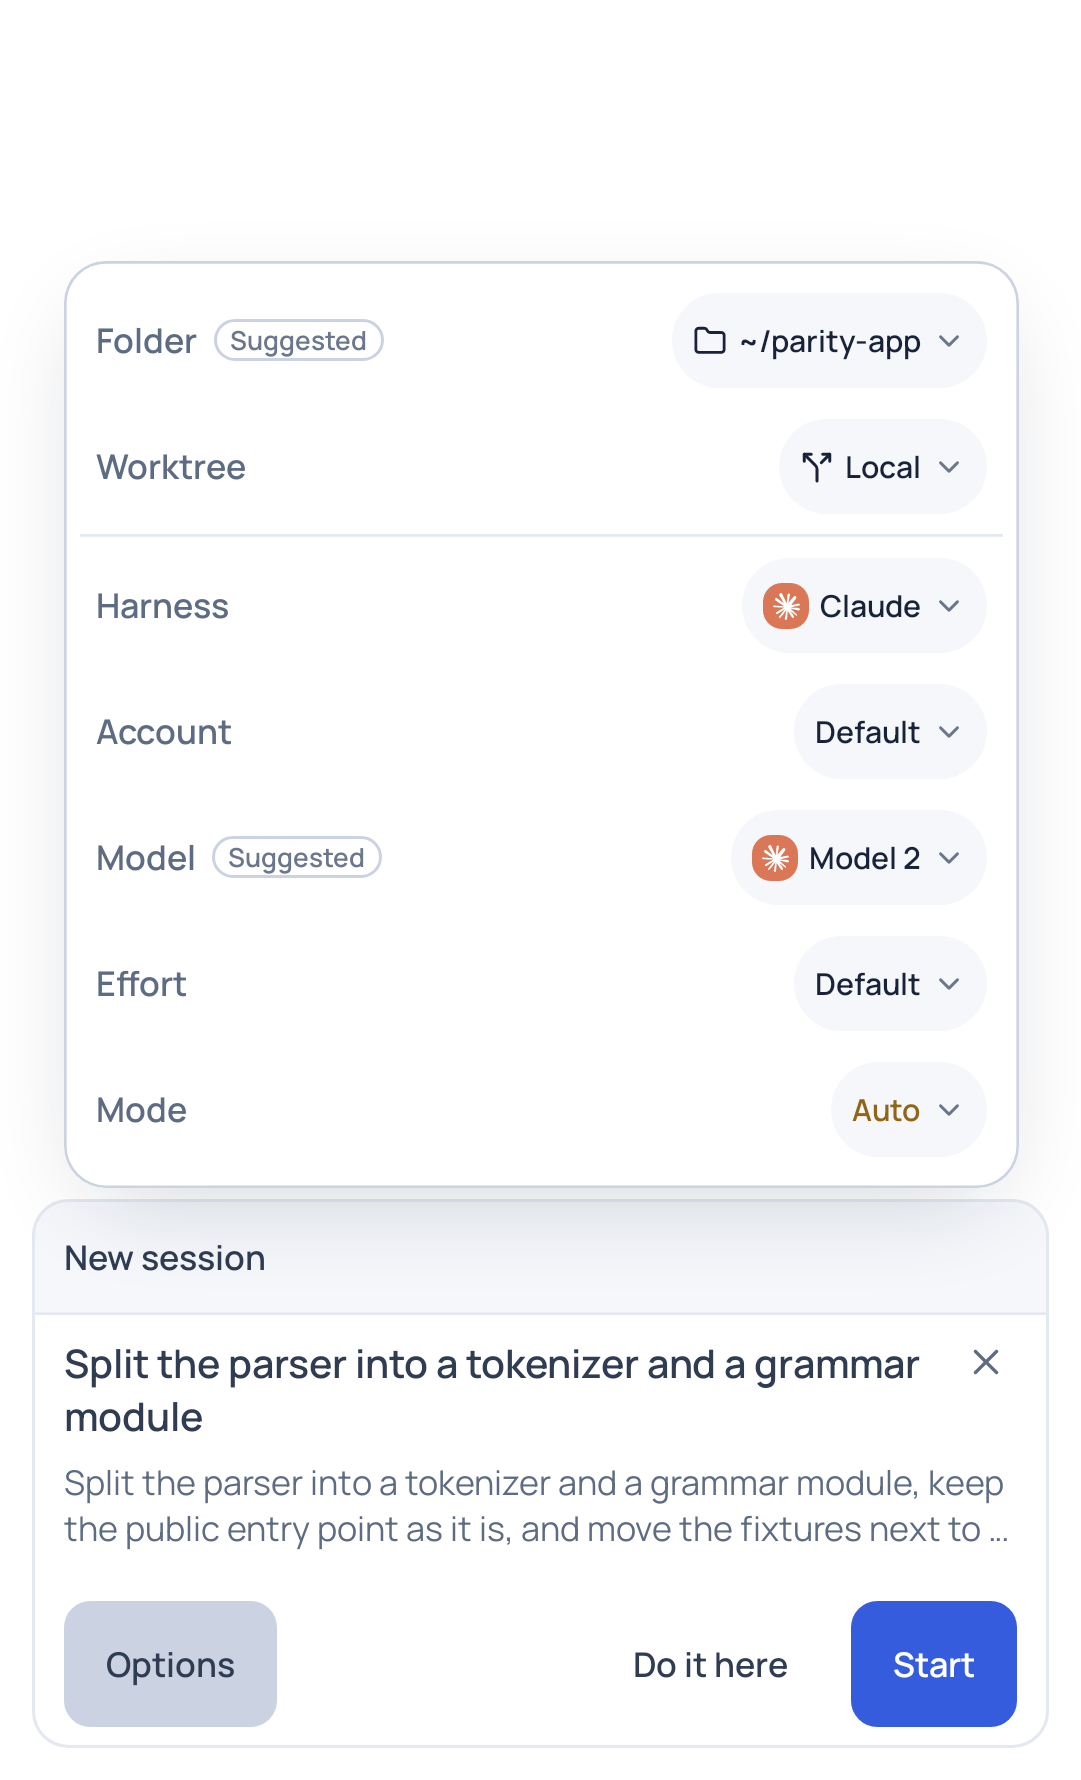 Folder Suggested ~/parity-app
Worktree Local
Harness Claude
Account Default
Model Suggested Model 2
Effort Default
Mode Auto
New session
Split the parser into a tokenizer and a grammar
module
Split the parser into a tokenizer and a grammar module, keep
the public entry point as it is, and move the fixtures next to ...
Options Do it here Start